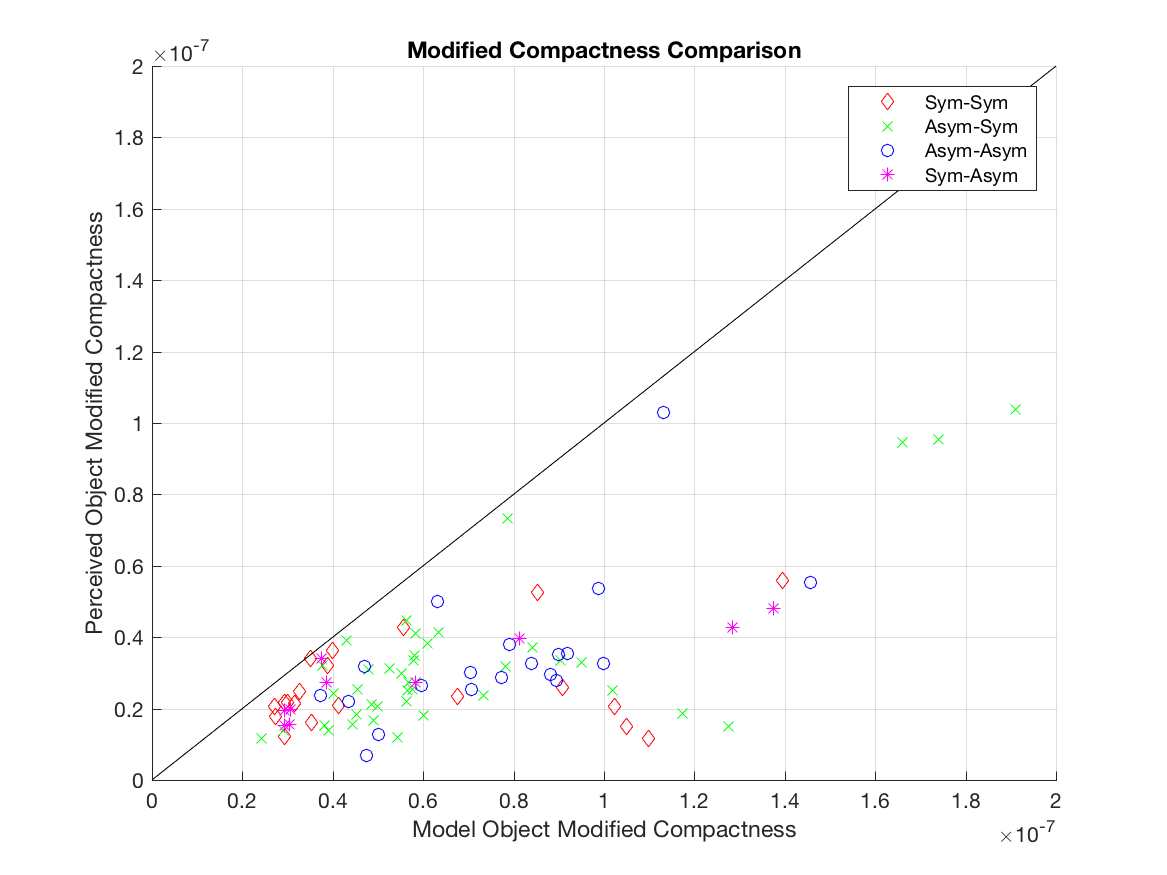 Modified Compactness Comparison
×10-7
2
1.8
1.6
1.4
1.2
1
0.8
0.6
0.4
0.2
0
Perceived Object Modified Compactness
Sym-Sym
Asym-Sym
Asym-Asym
Sym-Asym
0 0.2 0.4 0.6 0.8 1 1.2 1.4 1.6 1.8 2
Model Object Modified Compactness
×10-7